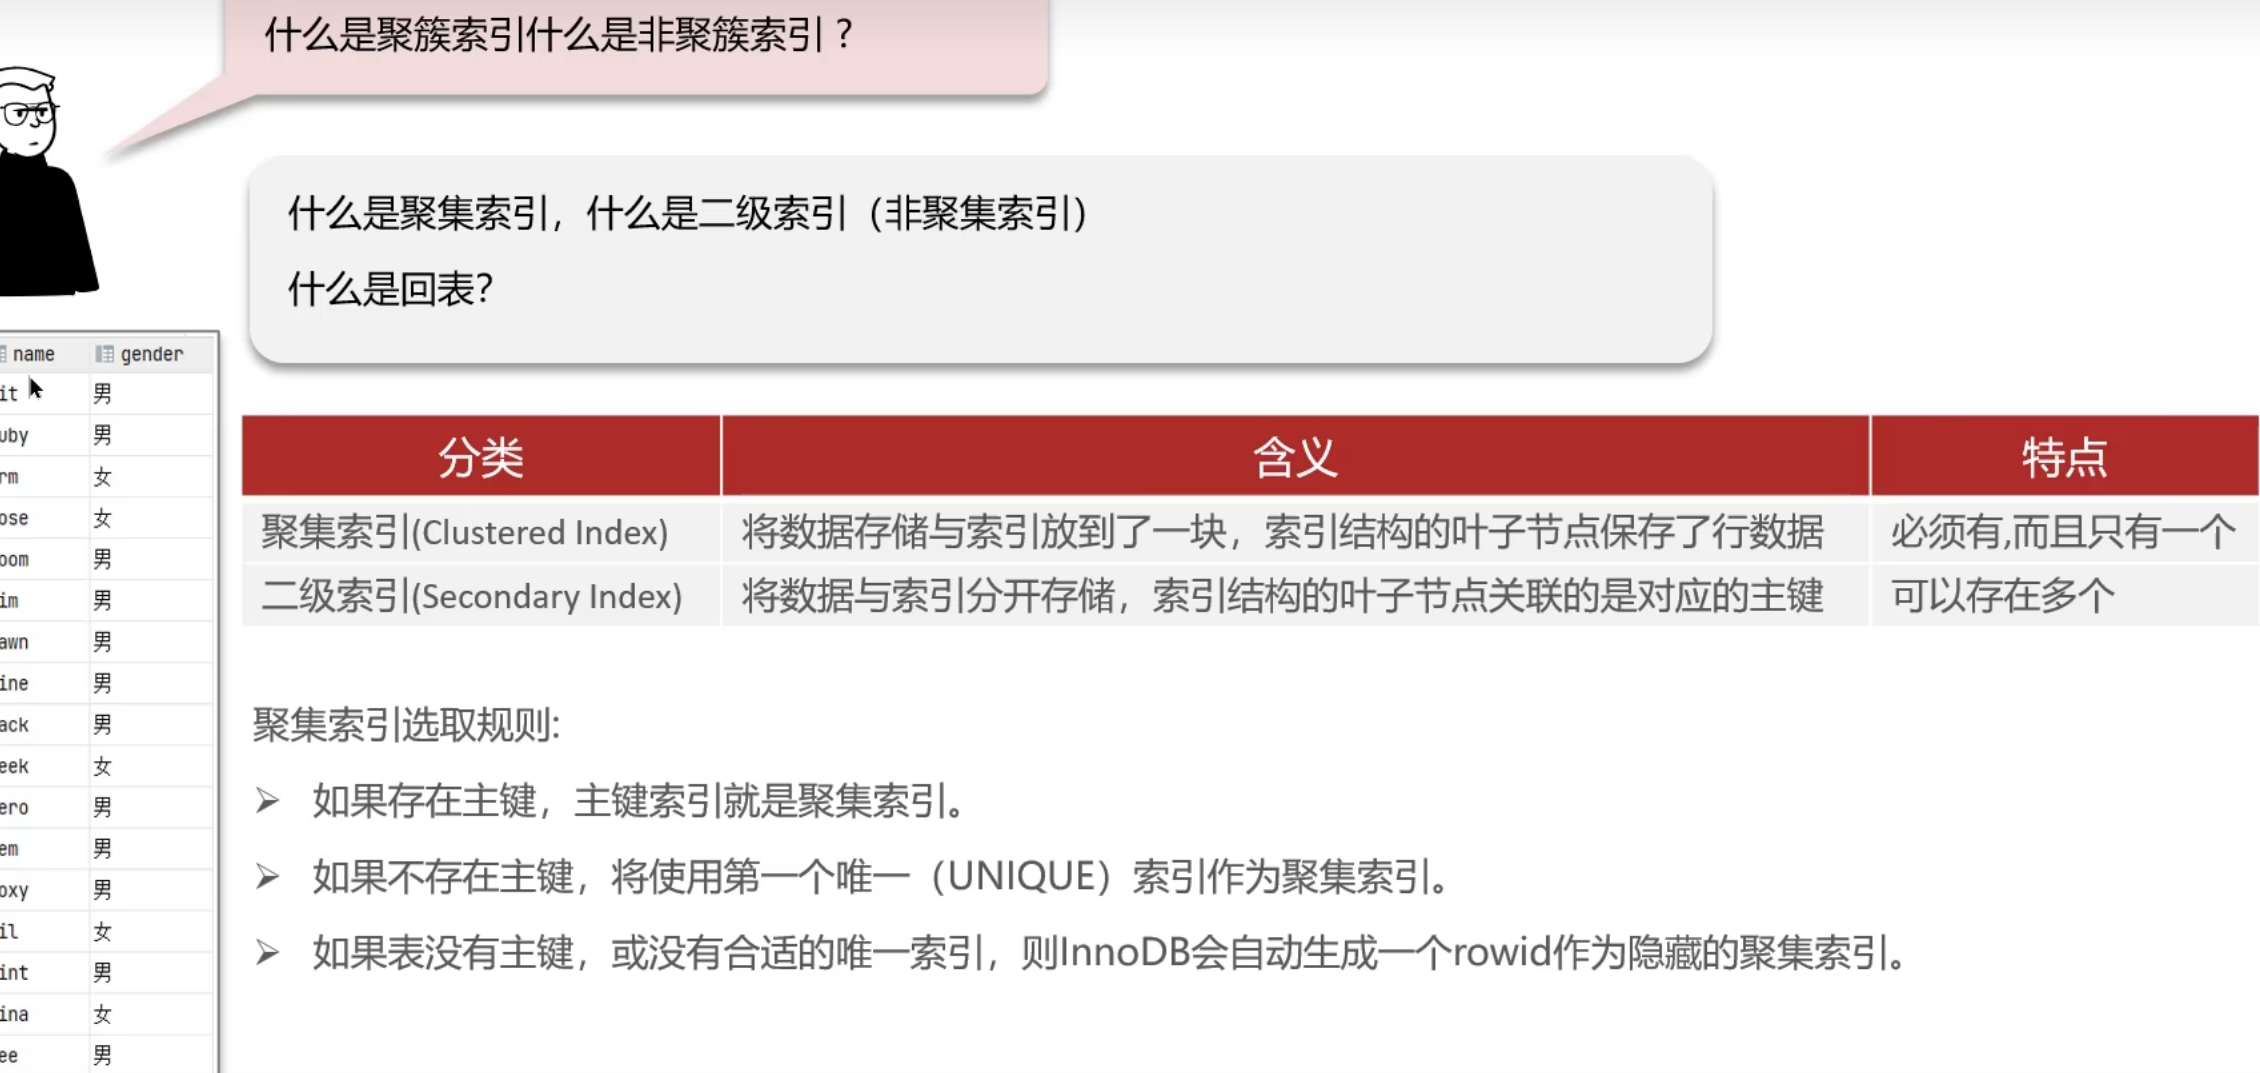 什么是聚簇索引什么是非聚簇索引？
什么是聚集索引，什么是二级索引（非聚集索引）
什么是回表？
name gender
it 男
uby 男
rm 女
ose 女
oom 男
im 男
awn 男
ine 男
ack 男
eek 女
ero 男
em 男
oxy 男
il 女
int 男
ina 女
ee 男
分类 含义 特点
聚集索引(Clustered Index) 将数据存储与索引放到了一块，索引结构的叶子节点保存了行数据 必须有,而且只有一个
二级索引(Secondary Index) 将数据与索引分开存储，索引结构的叶子节点关联的是对应的主键 可以存在多个
聚集索引选取规则:
➢ 如果存在主键，主键索引就是聚集索引。
➢ 如果不存在主键，将使用第一个唯一（UNIQUE）索引作为聚集索引。
➢ 如果表没有主键，或没有合适的唯一索引，则InnoDB会自动生成一个rowid作为隐藏的聚集索引。